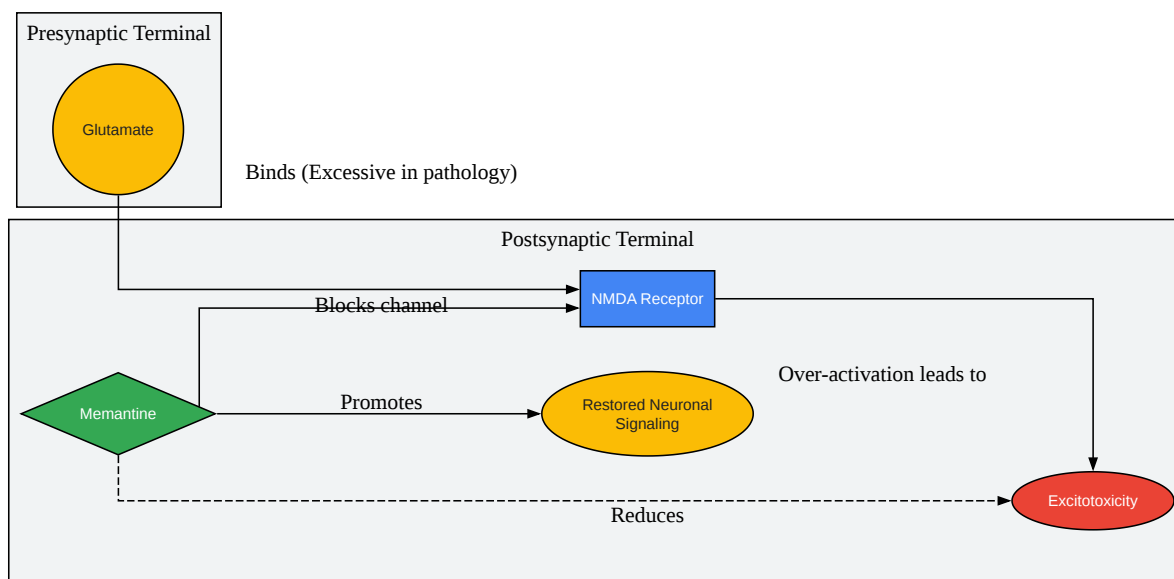 Presynaptic Terminal
Glutamate
Binds (Excessive in pathology)
Postsynaptic Terminal
NMDA Receptor
Blocks channel
Over-activation leads to
Memantine
Promotes
Restored Neuronal
Signaling
Excitotoxicity
Reduces